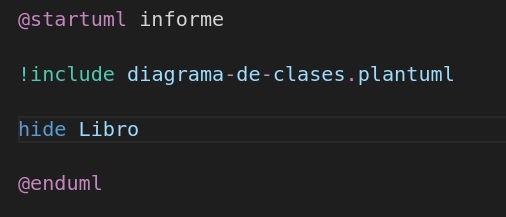 @startuml informe
!include diagrama-de-clases.plantuml
hide Libro
@enduml